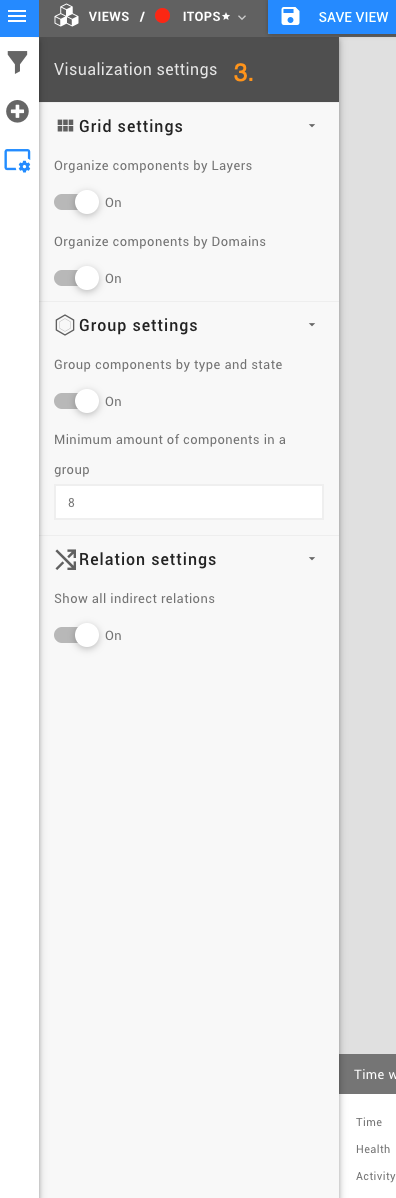 VIEWS / ITOPS★ SAVE VIEW
Visualization settings 3.
Grid settings
Organize components by Layers
On
Organize components by Domains
On
Group settings
Group components by type and state
On
Minimum amount of components in a
group
8
Relation settings
Show all indirect relations
On
Time w
Time
Health
Activity